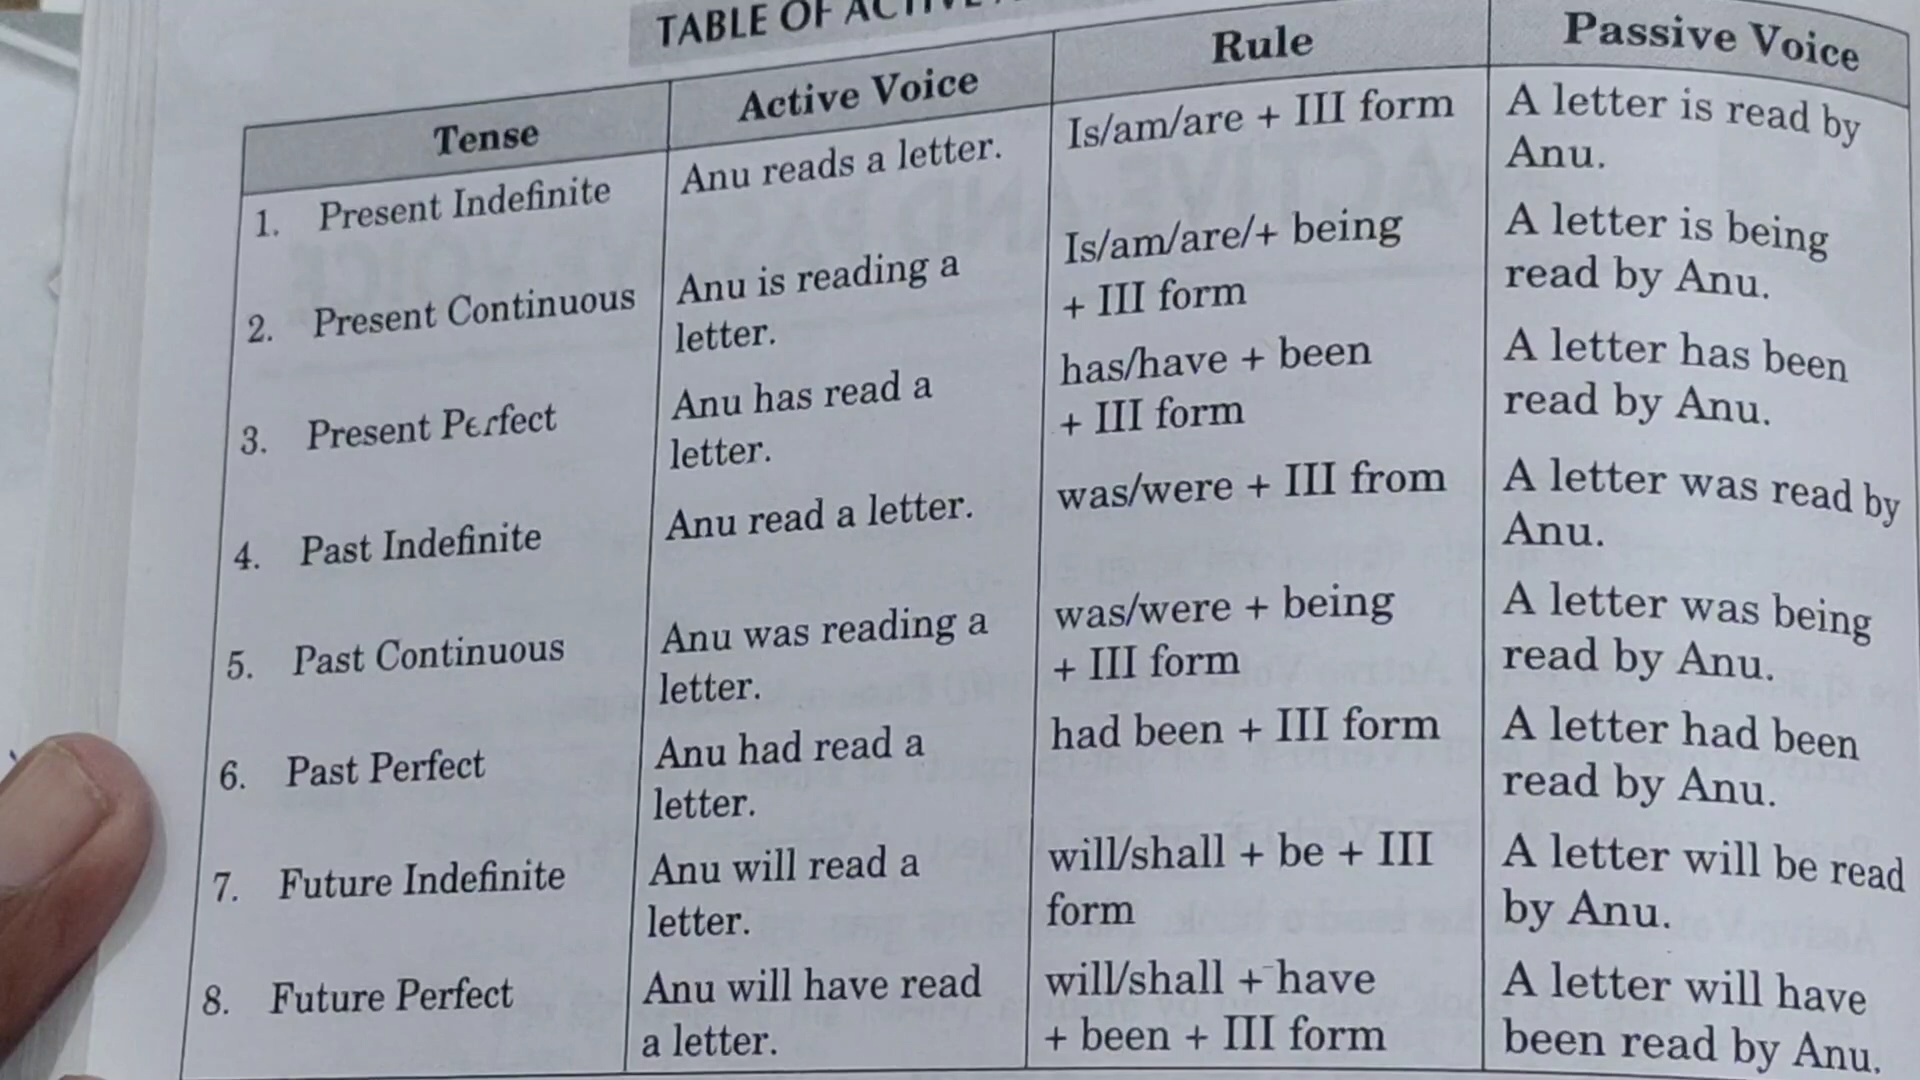 TABLE OF
Tense Active Voice Rule Passive Voice
1. Present Indefinite Anu reads a letter. Is/am/are + III form A letter is read by
Anu.
2. Present Continuous Anu is reading a Is/am/are/+ being A letter is being
letter. + III form read by Anu.
3. Present Perfect Anu has read a has/have + been A letter has been
letter. + III form read by Anu.
4. Past Indefinite Anu read a letter. was/were + III from A letter was read by
Anu.
5. Past Continuous Anu was reading a was/were + being A letter was being
letter. + III form read by Anu.
6. Past Perfect Anu had read a had been + III form A letter had been
letter. read by Anu.
7. Future Indefinite Anu will read a will/shall + be + III A letter will be read
letter. form by Anu.
8. Future Perfect Anu will have read will/shall + have A letter will have
a letter. + been + III form been read by Anu.